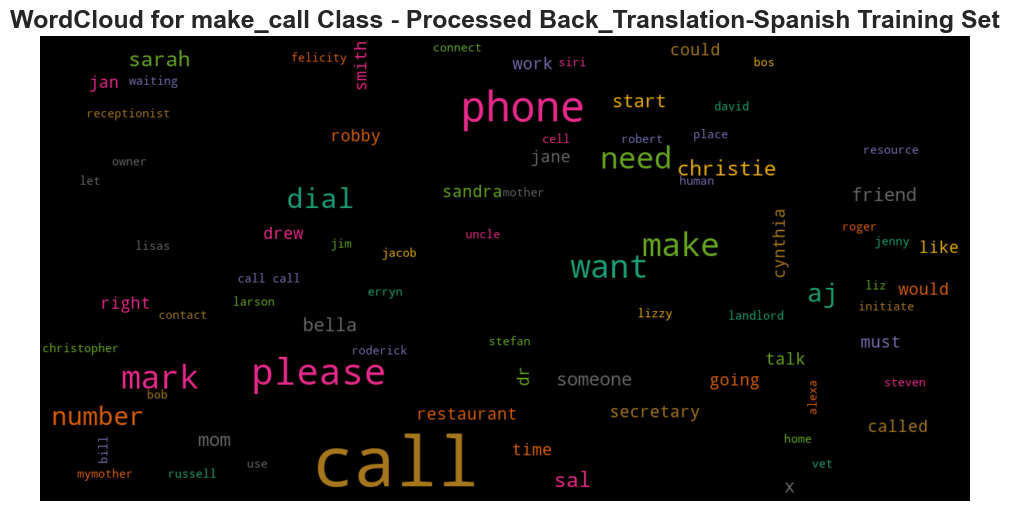 WordCloud for make_call Class - Processed Back_Translation-Spanish Training Set
connect
could
sarah
felicity
smith
work
siri
bos
jan
waiting
phone
start
david
receptionist
robby
cell
robert
place
jane
need
christie
resource
owner
let
human
dial
sandra
mother
friend
drew
uncle
cynthia
roger
lisas
jim
jacob
make
jenny
like
want
call call
erryn
aj
liz
would
right
larson
contact
lizzy
landlord
initiate
bella
christopher
roderick
stefan
must
talk
mark
please
dr
someone
going
steven
bob
alexa
number
restaurant
secretary
called
mom
bill
call
time
home
mymother
russell
use
sal
vet
x